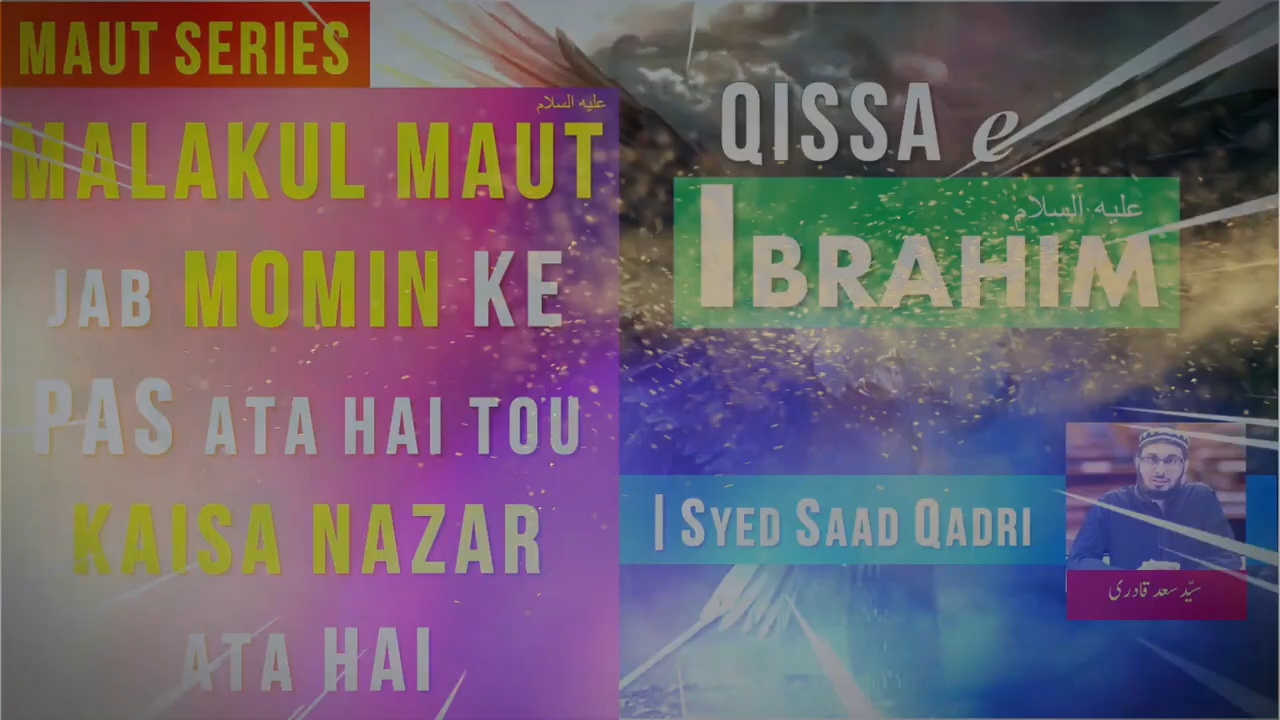 MAUT SERIES
عليه السلام
MALAKUL MAUT
JAB MOMIN KE
PAS ATA HAI TOU
KAISA NAZAR
ATA HAI
QISSA e
عليه السلام
IBRAHIM
| SYED SAAD QADRI
سیّد سعد قادری